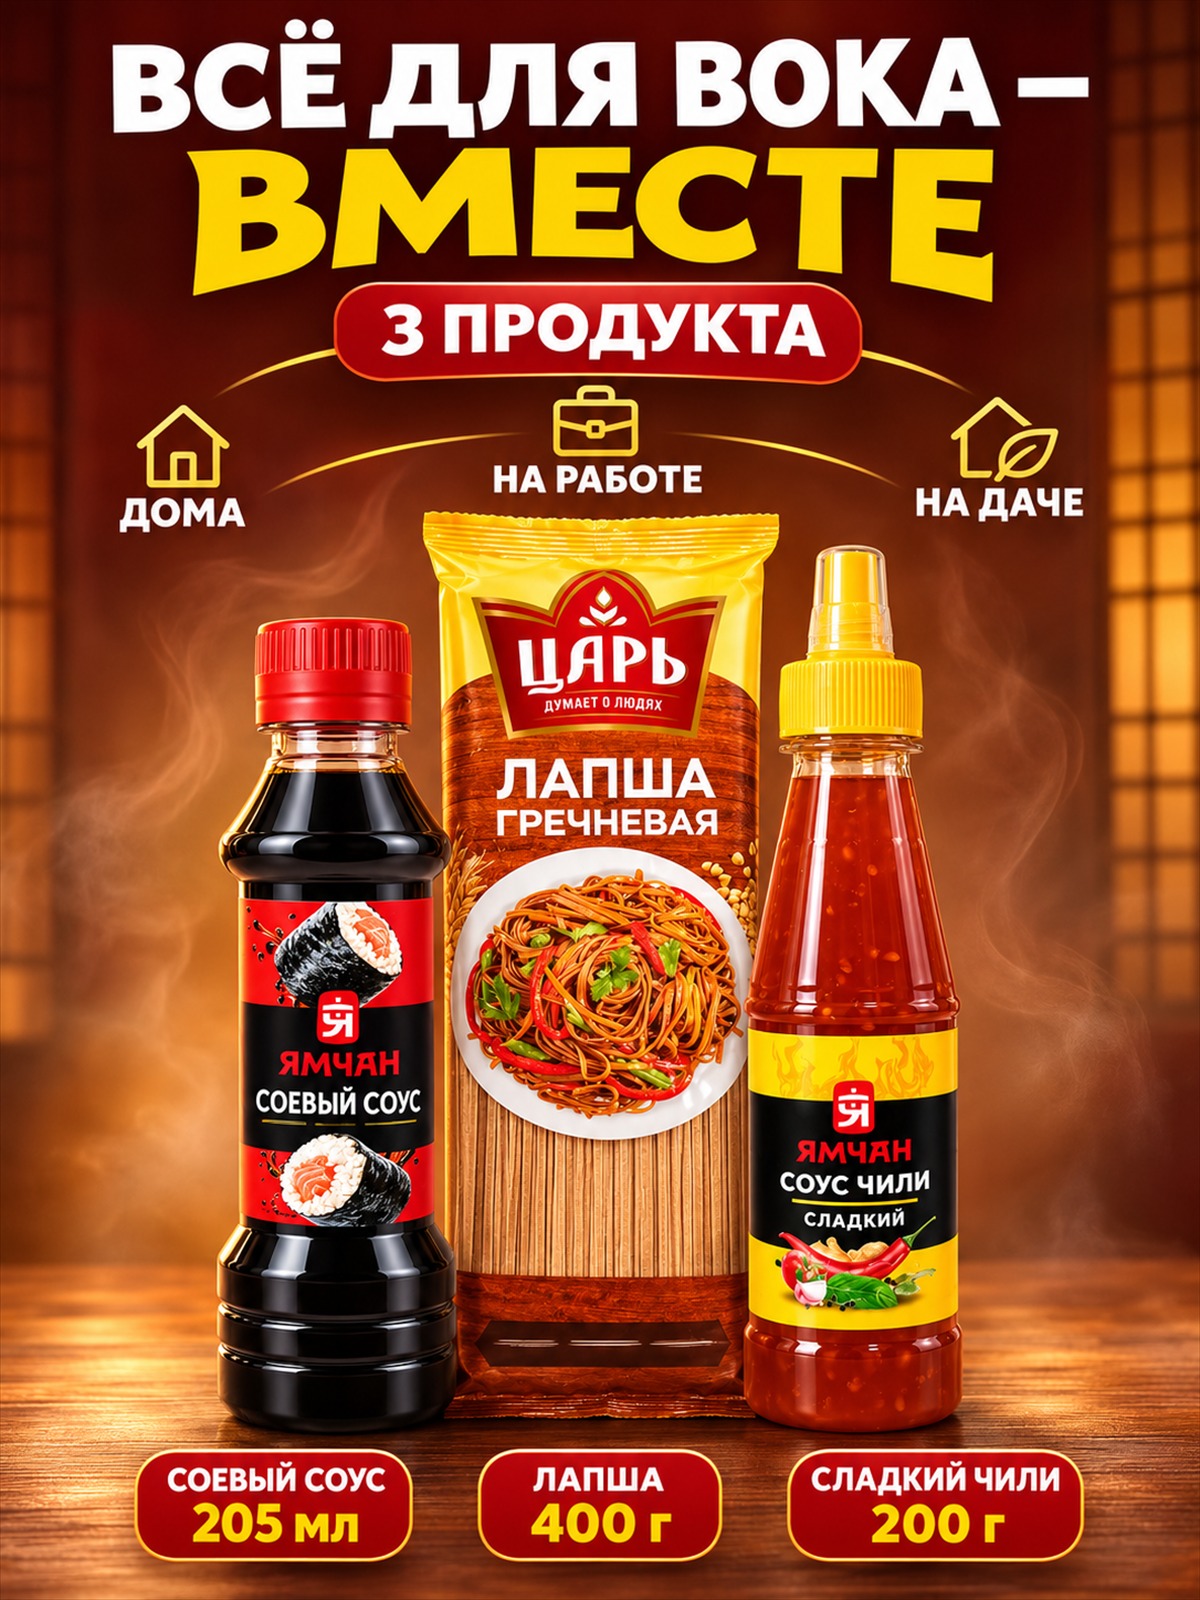 ВСЁ ДЛЯ ВОКА –
ВМЕСТЕ
3 ПРОДУКТА
ДОМА
НА РАБОТЕ
НА ДАЧЕ
ЦАРЬ
ДУМАЕТ О ЛЮДЯХ
ЛАПША
ГРЕЧНЕВАЯ
Я
ЯМЧАН
СОЕВЫЙ СОУС
Я
ЯМЧАН
СОУС ЧИЛИ
СЛАДКИЙ
СОЕВЫЙ СОУС
205 мл
ЛАПША
400 г
СЛАДКИЙ ЧИЛИ
200 г